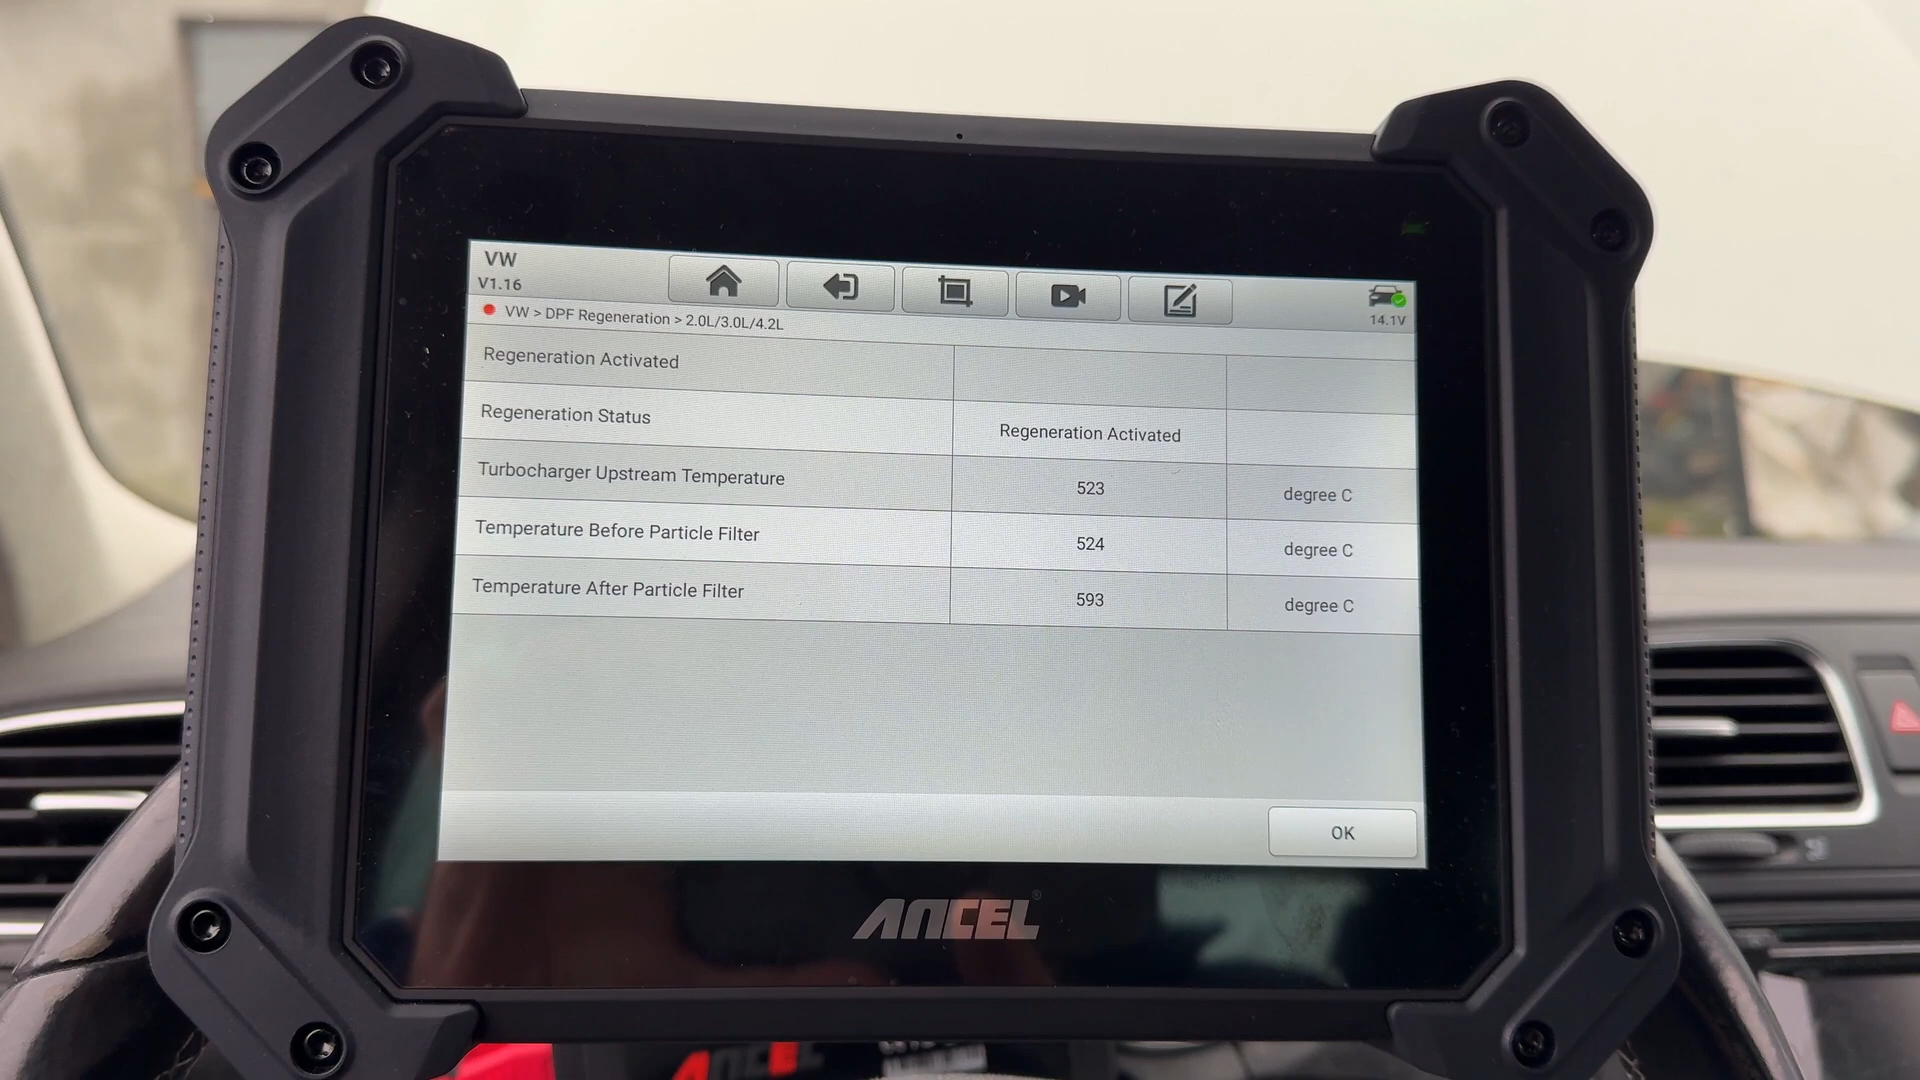 VW
V1.16
14.1V
VW > DPF Regeneration > 2.0L/3.0L/4.2L
Regeneration Activated
Regeneration Status Regeneration Activated
Turbocharger Upstream Temperature 523 degree C
Temperature Before Particle Filter 524 degree C
Temperature After Particle Filter 593 degree C
OK
ANCEL®
ANCEL